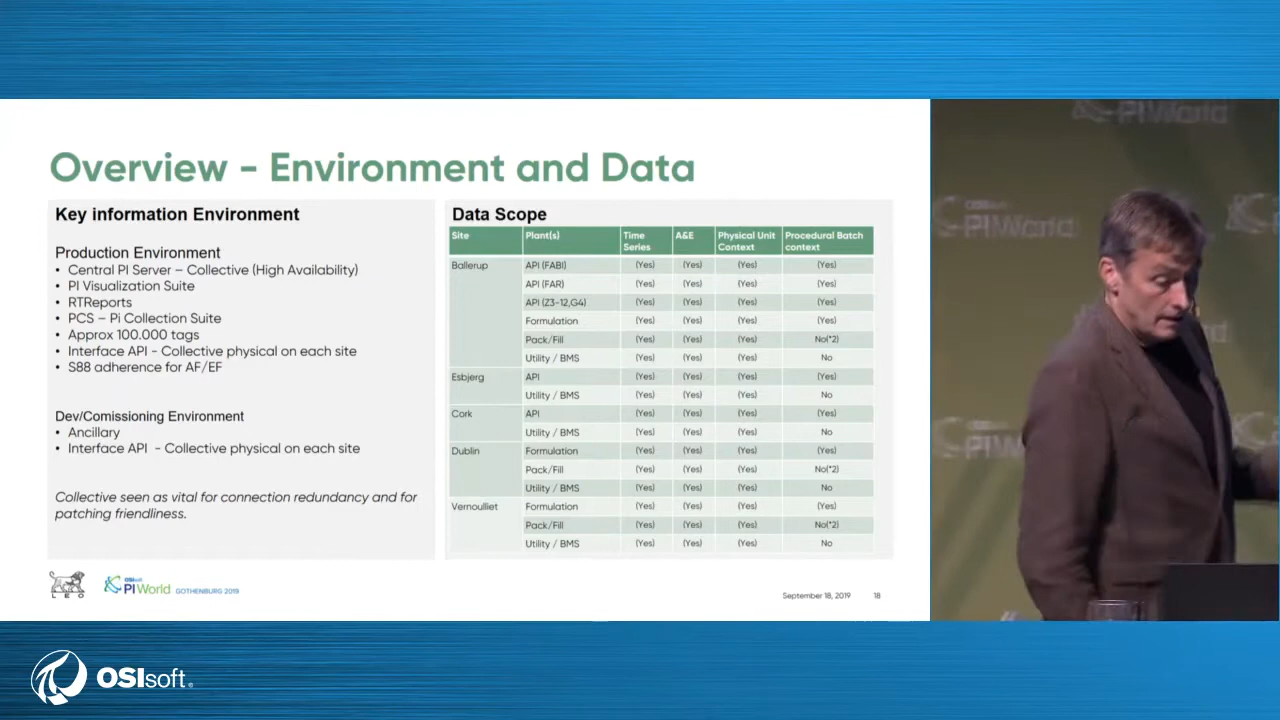 Overview - Environment and Data
Key information Environment
Production Environment
• Central PI Server – Collective (High Availability)
• PI Visualization Suite
• RTReports
• PCS – Pi Collection Suite
• Approx 100.000 tags
• Interface API - Collective physical on each site
• S88 adherence for AF/EF
Dev/Comissioning Environment
• Ancillary
• Interface API - Collective physical on each site
Collective seen as vital for connection redundancy and for
patching friendliness.
Data Scope
Site Plant(s) Time Series A&E Physical Unit Context Procedural Batch context
Ballerup API (FABI) (Yes) (Yes) (Yes) (Yes)
API (FAR) (Yes) (Yes) (Yes) (Yes)
API (Z3-12,G4) (Yes) (Yes) (Yes) (Yes)
Formulation (Yes) (Yes) (Yes) (Yes)
Pack/Fill (Yes) (Yes) (Yes) No(*2)
Utility / BMS (Yes) (Yes) (Yes) No
Esbjerg API (Yes) (Yes) (Yes) (Yes)
Utility / BMS (Yes) (Yes) (Yes) No
Cork API (Yes) (Yes) (Yes) (Yes)
Utility / BMS (Yes) (Yes) (Yes) No
Dublin Formulation (Yes) (Yes) (Yes) (Yes)
Pack/Fill (Yes) (Yes) (Yes) No(*2)
Utility / BMS (Yes) (Yes) (Yes) No
Vernoulliet Formulation (Yes) (Yes) (Yes) (Yes)
Pack/Fill (Yes) (Yes) (Yes) No(*2)
Utility / BMS (Yes) (Yes) (Yes) No
LEO
OSIsoft
PI World GOTHENBURG 2019
September 18, 2019 18
PIWorld
OSIsoft
PIWorld
OSIsoft.